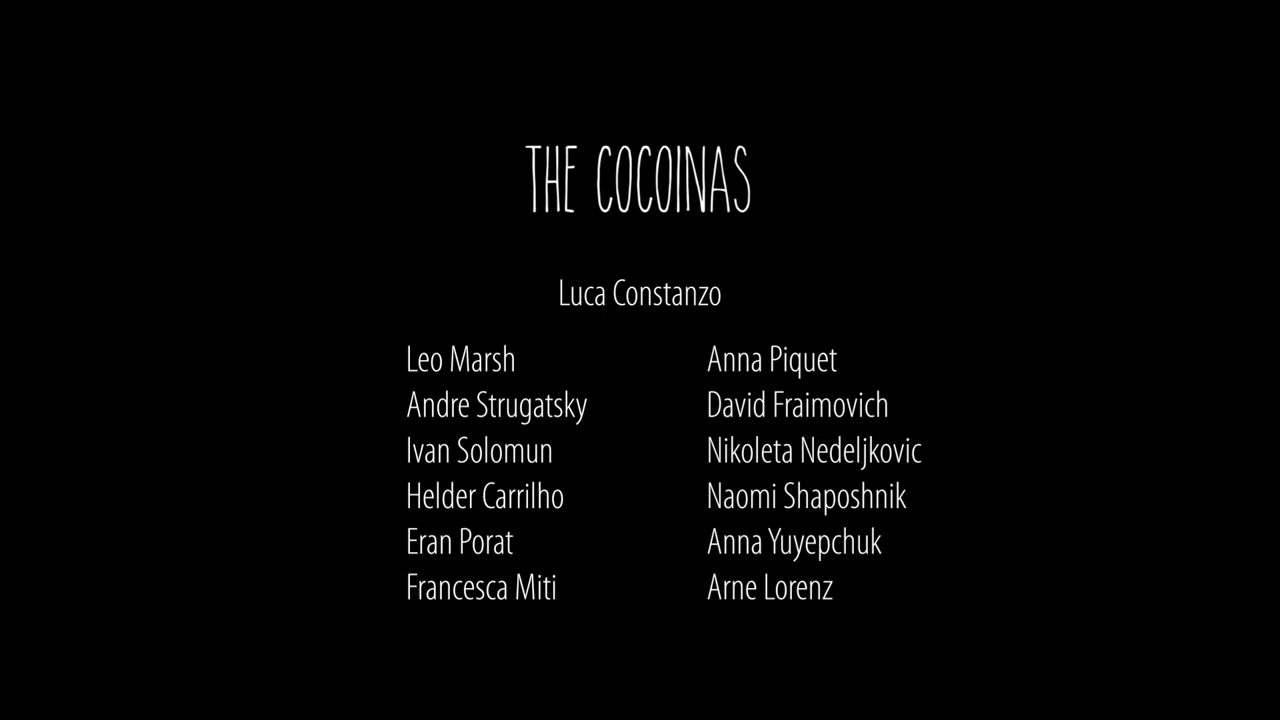 THE COCOINAS
Luca Constanzo
Leo Marsh
Andre Strugatsky
Ivan Solomun
Helder Carrilho
Eran Porat
Francesca Miti
Anna Piquet
David Fraimovich
Nikoleta Nedeljkovic
Naomi Shaposhnik
Anna Yuyepchuk
Arne Lorenz